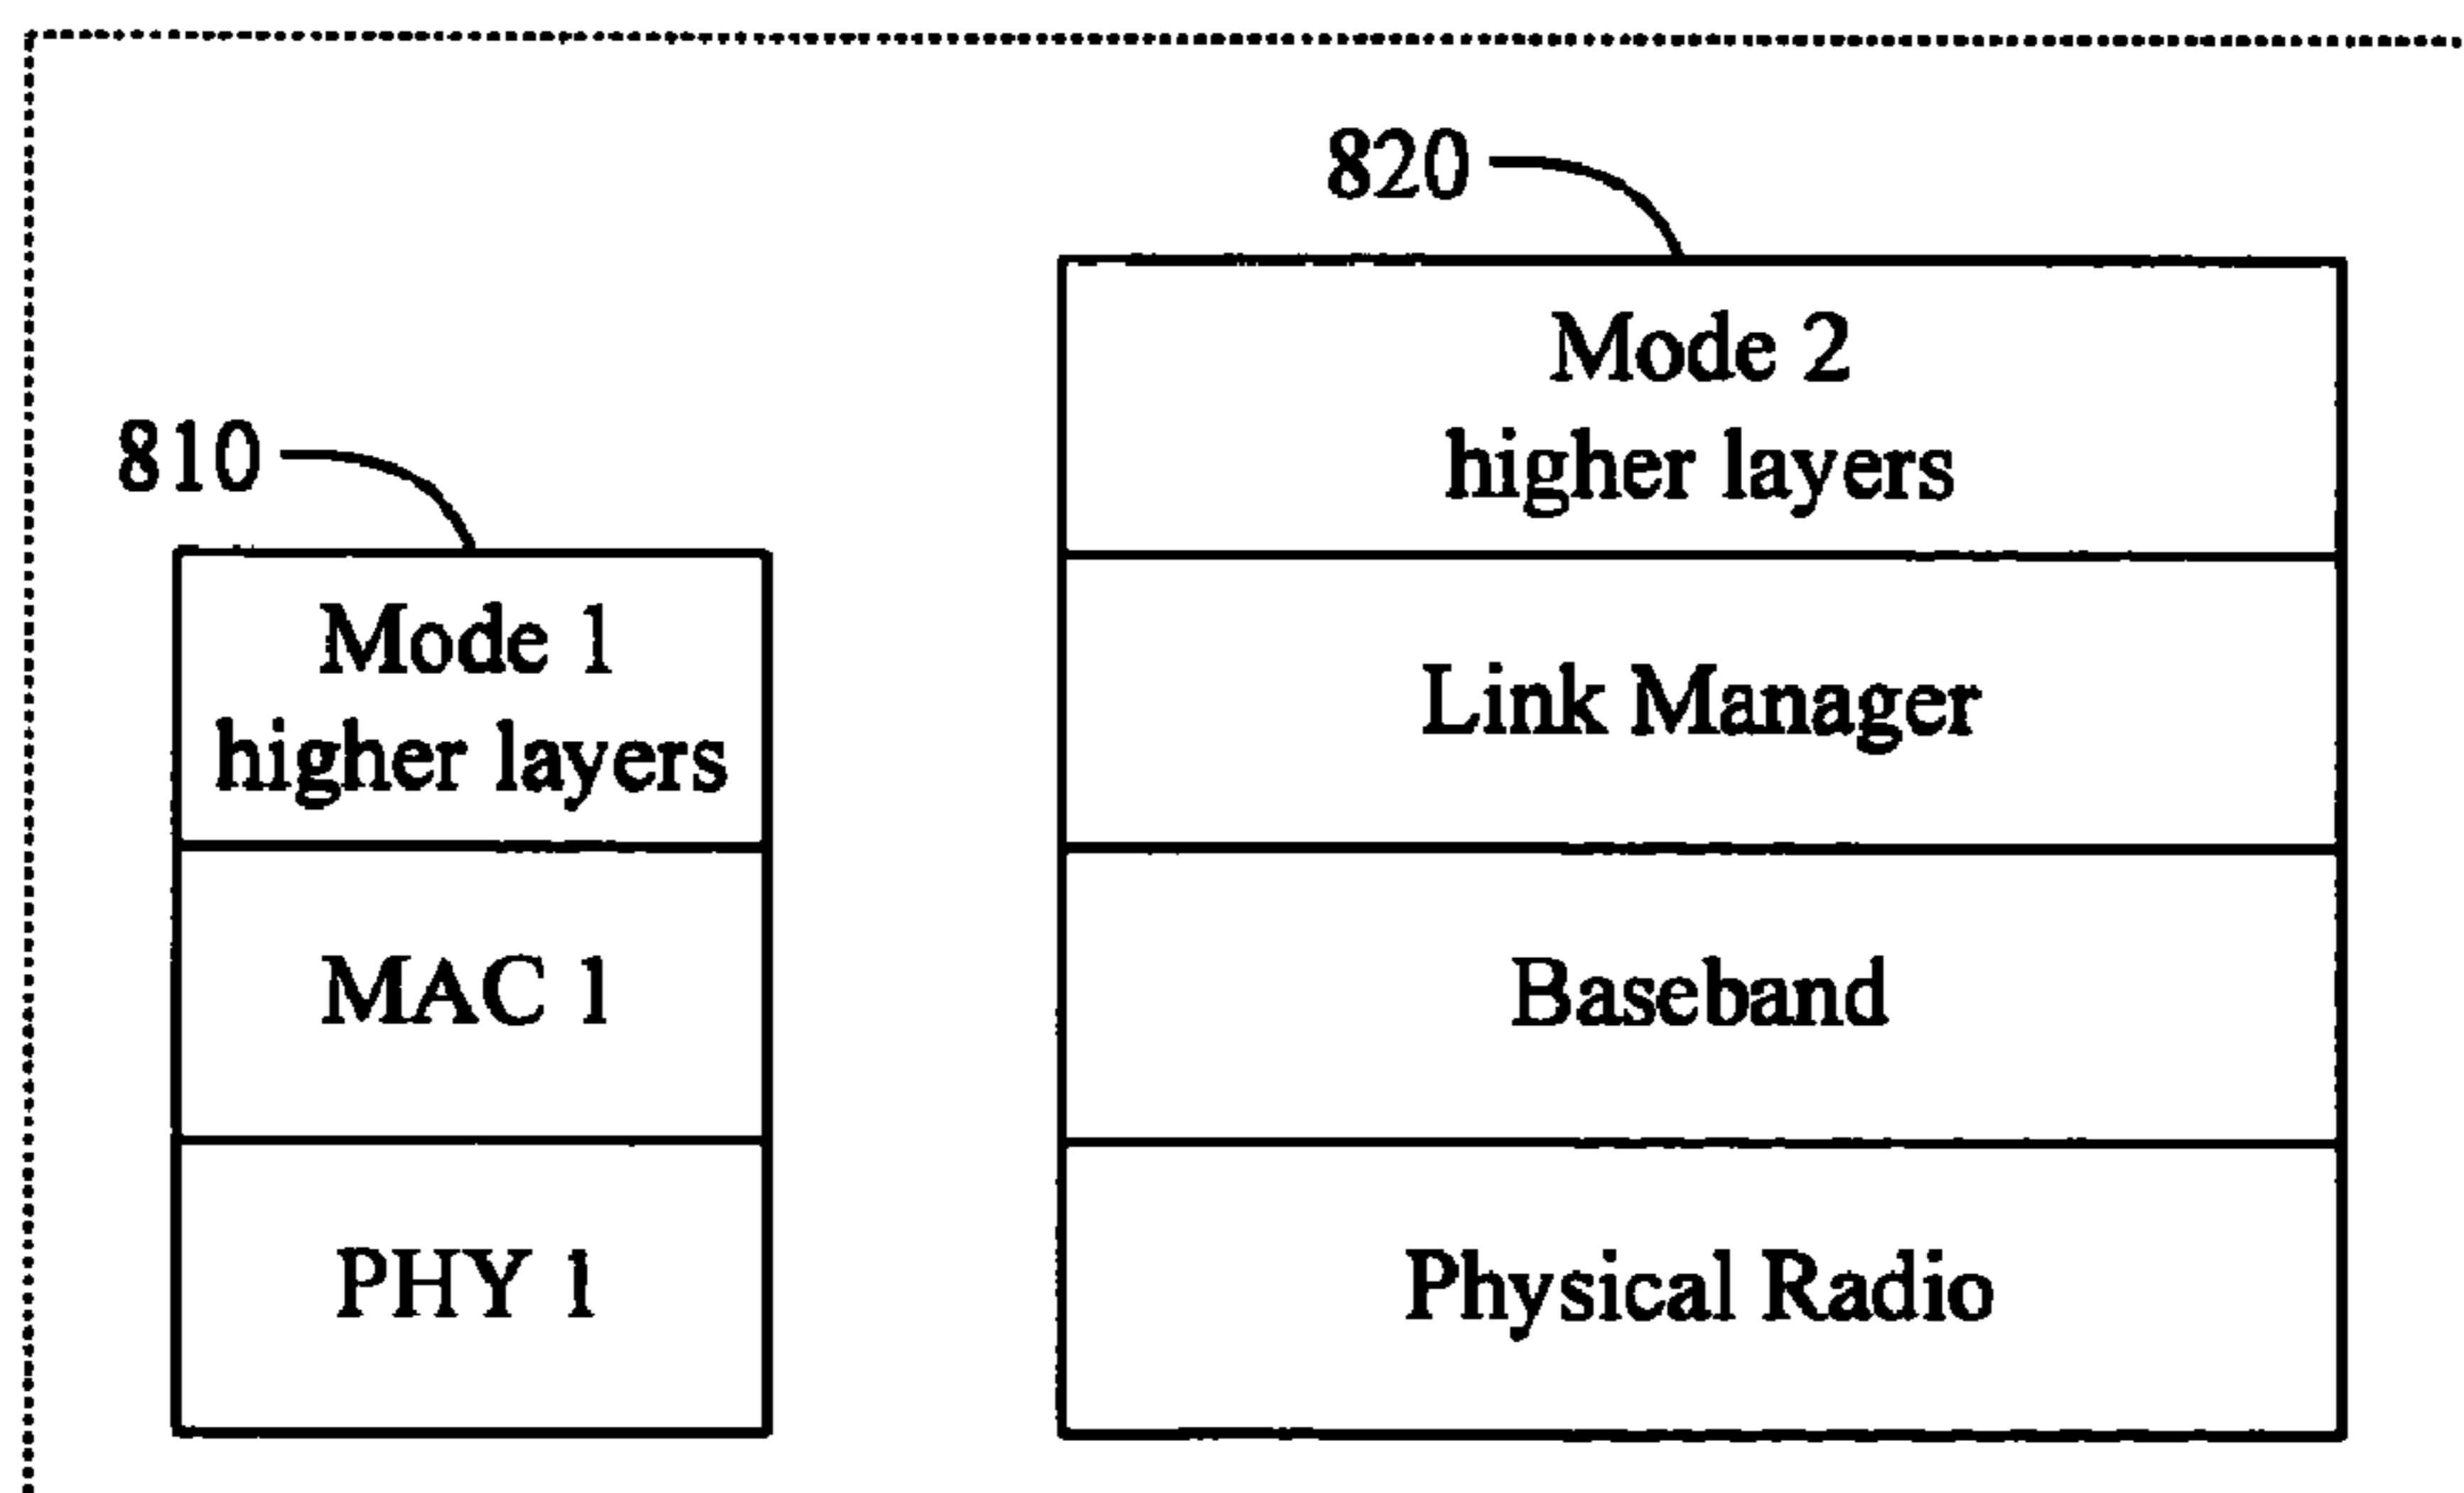 820
Mode 2
higher layers
Link Manager
Baseband
Physical Radio
810
Mode 1
higher layers
MAC 1
PHY 1